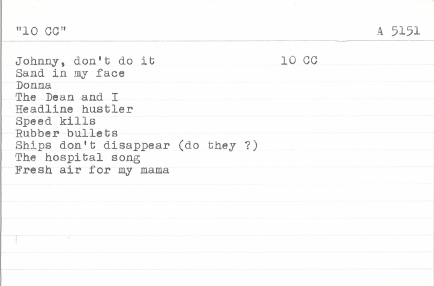 "10 CC" A 5151
Johnny, don't do it 10 CC
Sand in my face
Donna
The Dean and I
Headline hustler
Speed kills
Rubber bullets
Ships don't disappear (do they ?)
The hospital song
Fresh air for my mama